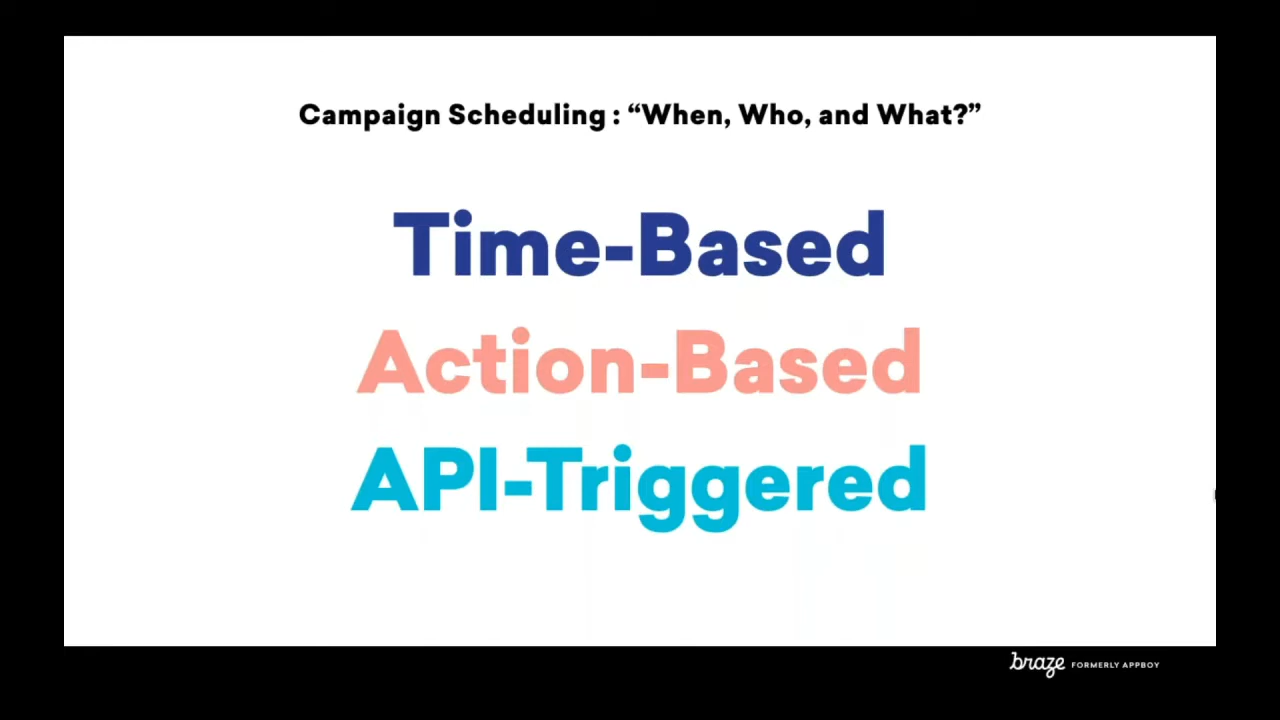 Campaign Scheduling : “When, Who, and What?”
Time-Based
Action-Based
API-Triggered
braze FORMERLY APPBOY